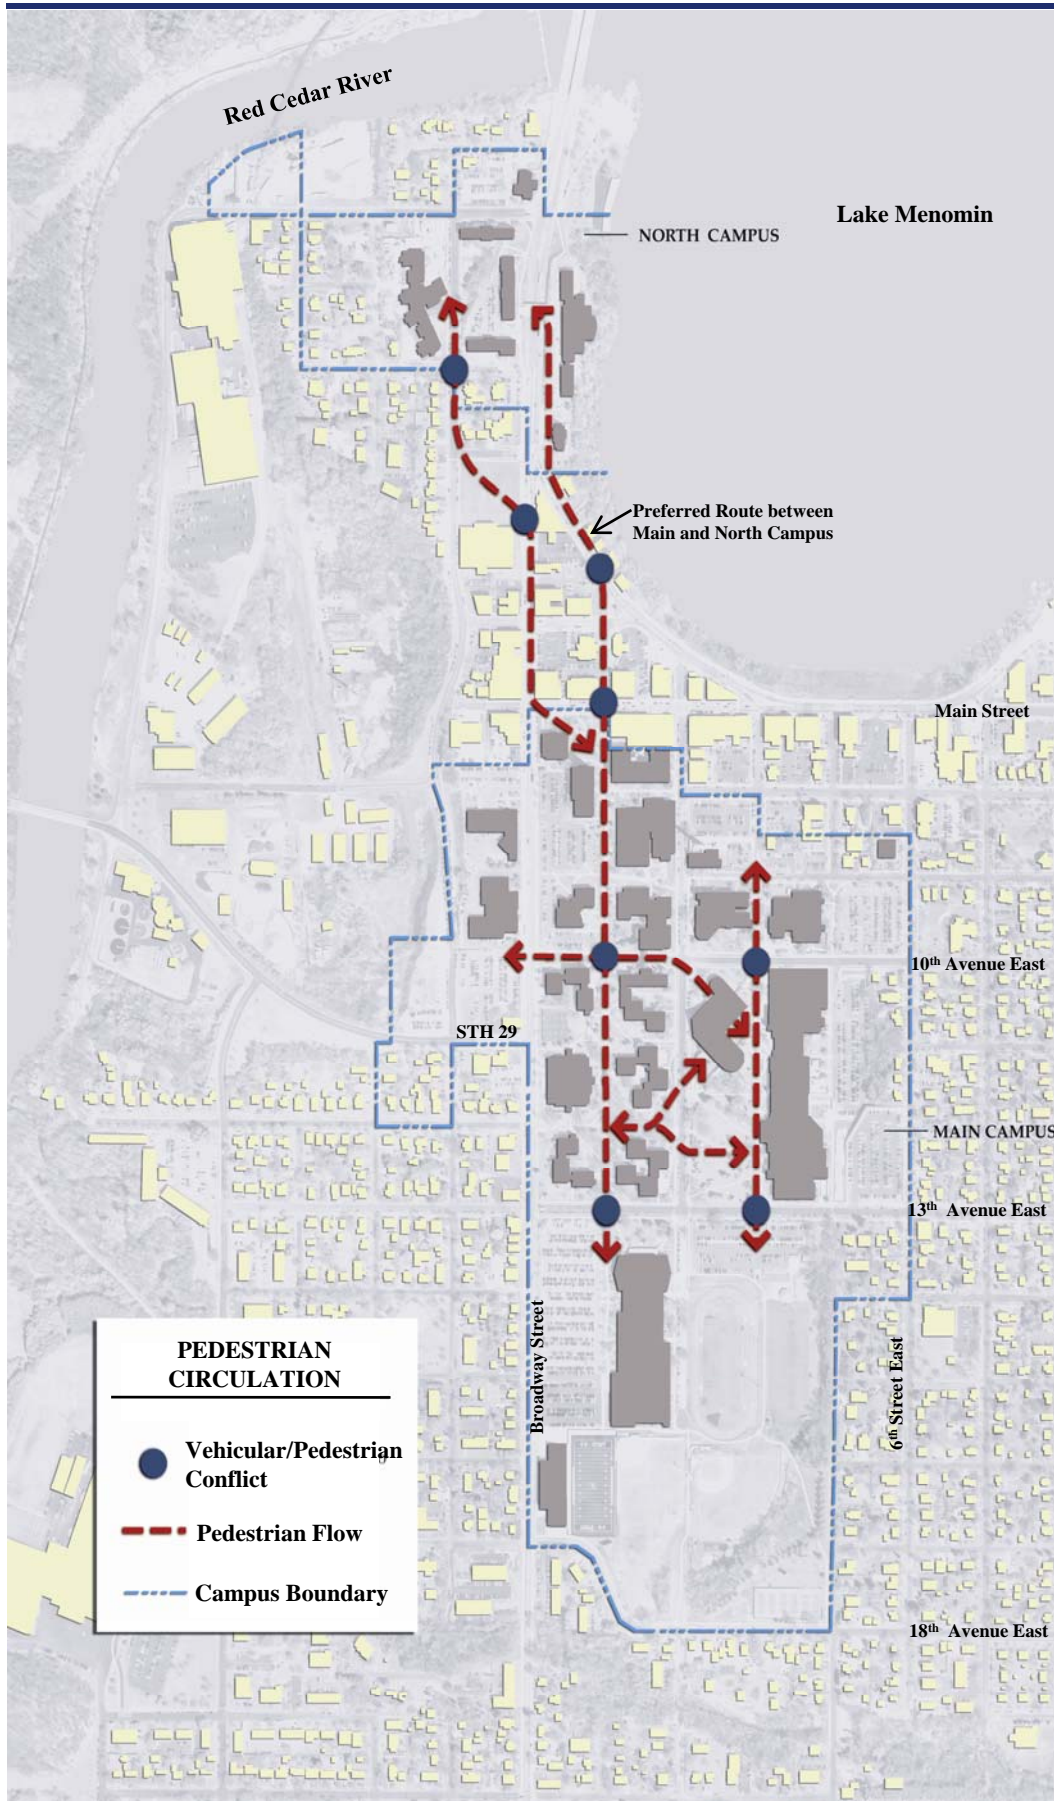 Red Cedar River
Lake Menomin
NORTH CAMPUS
Preferred Route between
Main and North Campus
Main Street
10th Avenue East
STH 29
MAIN CAMPUS
13th Avenue East
Broadway Street
6th Street East
PEDESTRIAN
CIRCULATION
Vehicular/Pedestrian
Conflict
Pedestrian Flow
Campus Boundary
18th Avenue East